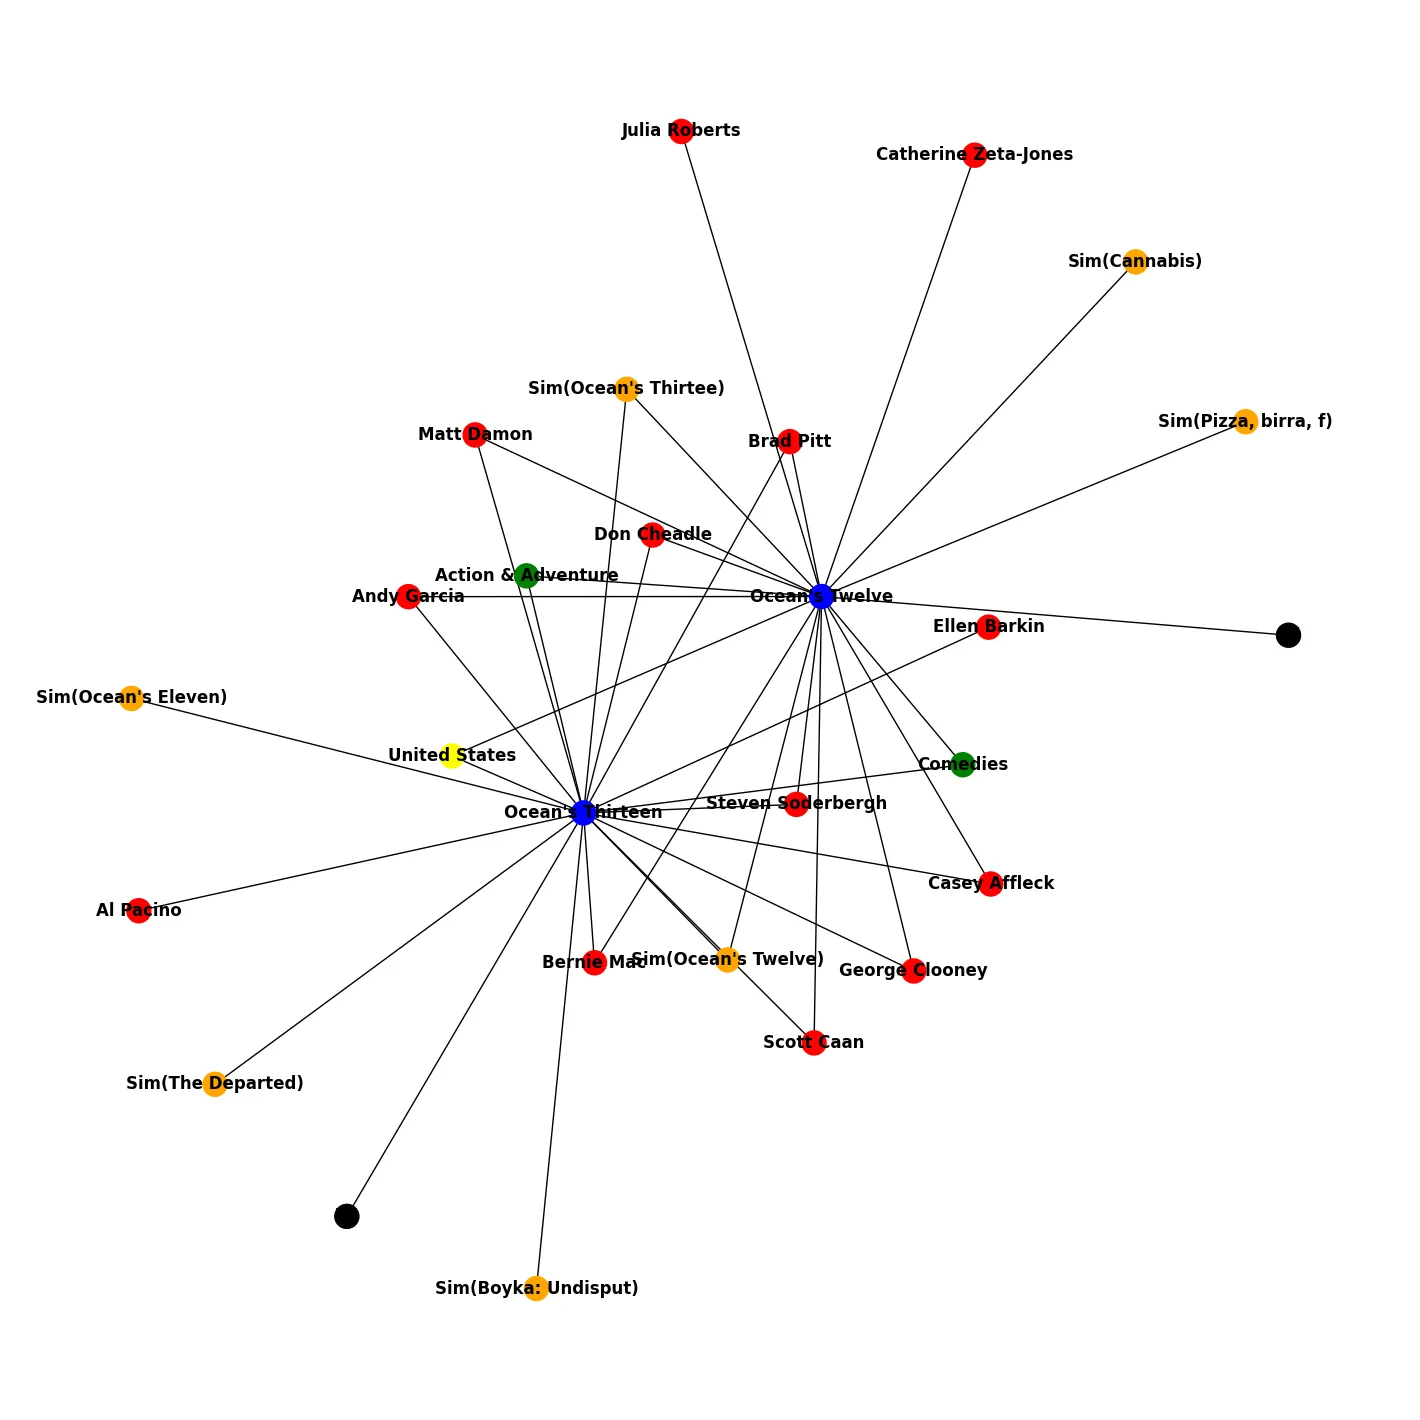 Julia Roberts
Catherine Zeta-Jones
Sim(Cannabis)
Sim(Ocean's Thirtee)
Sim(Pizza, birra, f)
Matt Damon
Brad Pitt
Don Cheadle
Action & Adventure
Andy Garcia
Ocean's Twelve
Ellen Barkin
Sim(Ocean's Eleven)
United States
Comedies
Steven Soderbergh
Ocean's Thirteen
Casey Affleck
Al Pacino
Bernie Mac
Sim(Ocean's Twelve)
George Clooney
Scott Caan
Sim(The Departed)
Sim(Boyka: Undisput)